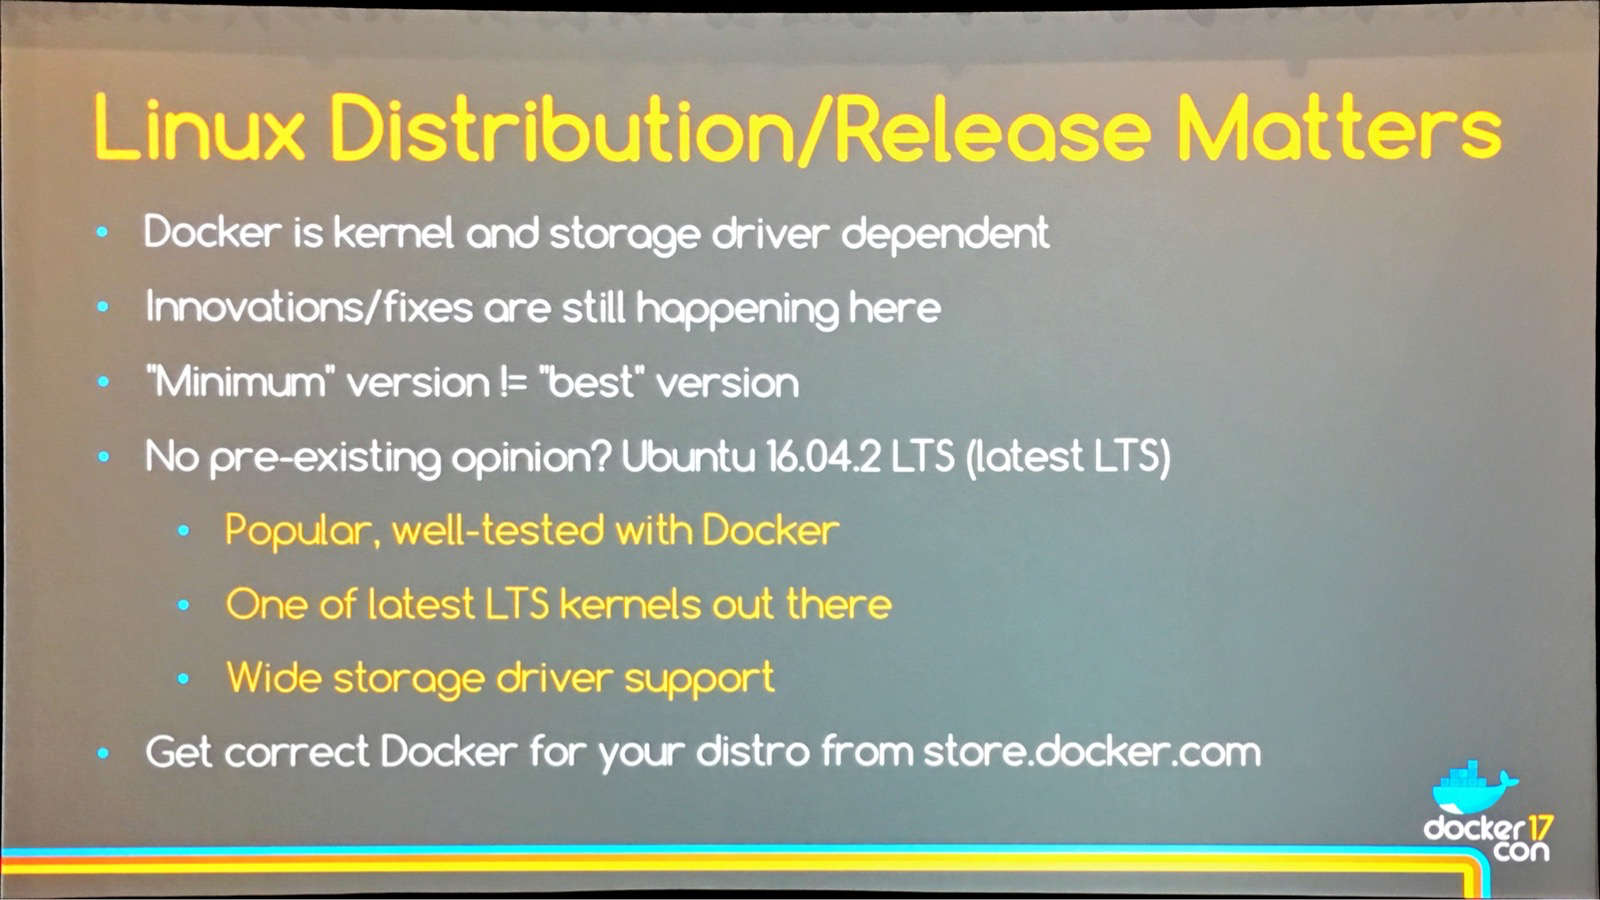 Linux Distribution/Release Matters
• Docker is kernel and storage driver dependent
• Innovations/fixes are still happening here
• "Minimum" version != "best" version
• No pre-existing opinion? Ubuntu 16.04.2 LTS (latest LTS)
• Popular, well-tested with Docker
• One of latest LTS kernels out there
• Wide storage driver support
• Get correct Docker for your distro from store.docker.com
docker 17
con